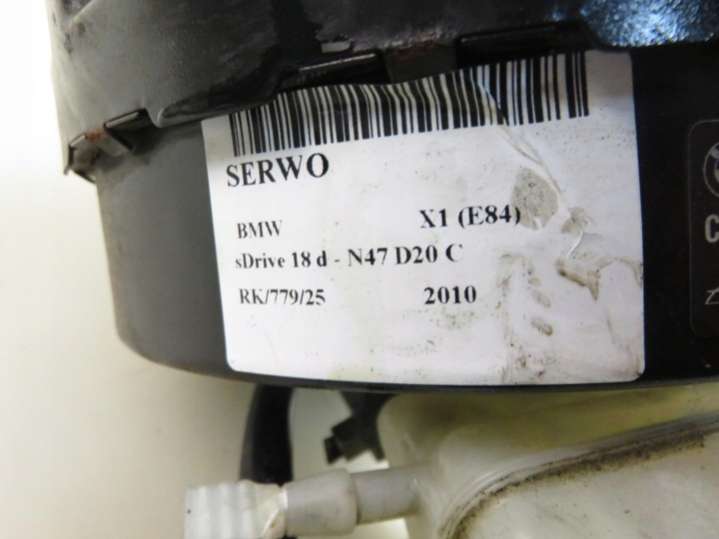 SERWO
BMW X1 (E84)
sDrive 18 d - N47 D20 C
RK/779/25 2010
C